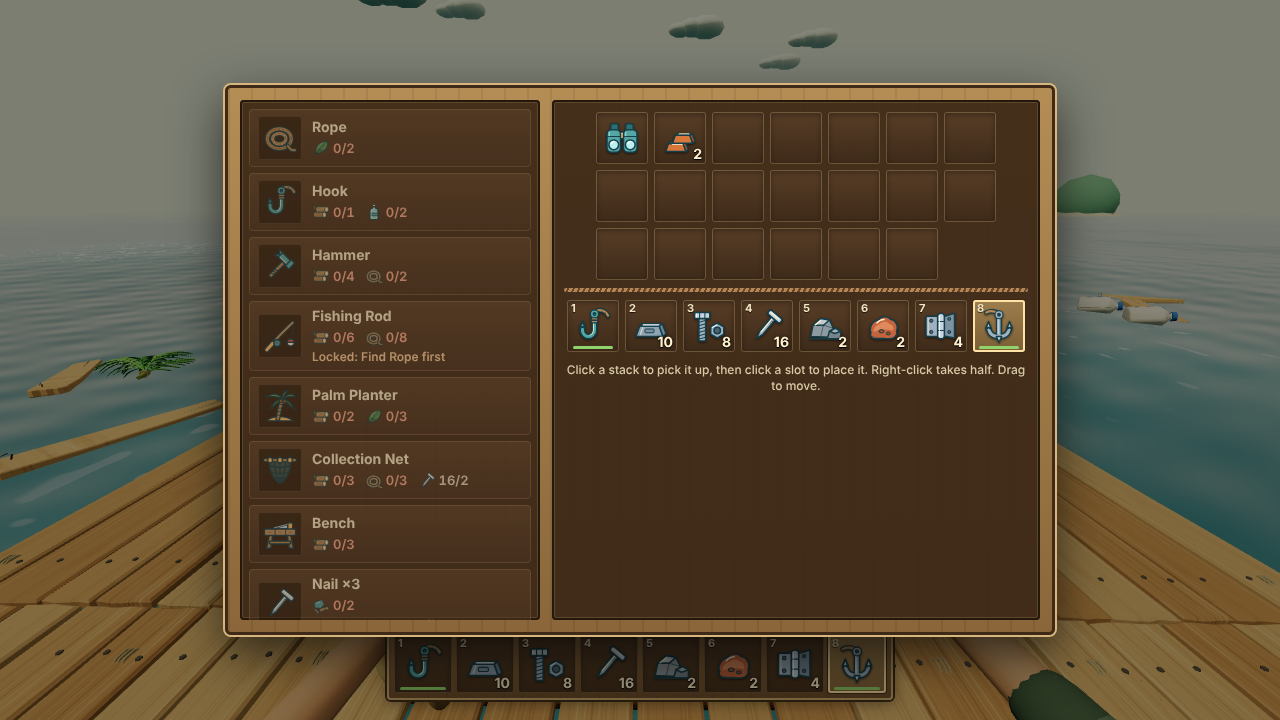 Rope
0/2
Hook
0/1 0/2
Hammer
0/4 0/2
Fishing Rod
0/6 0/8
Locked: Find Rope first
Palm Planter
0/2 0/3
Collection Net
0/3 0/3 16/2
Bench
0/3
Nail ×3
0/2
2
1 2 3 4 5 6 7 8
10 8 16 2 2 4
Click a stack to pick it up, then click a slot to place it. Right-click takes half. Drag
to move.
1 2 3 4 5 6 7 8
10 8 16 2 2 4